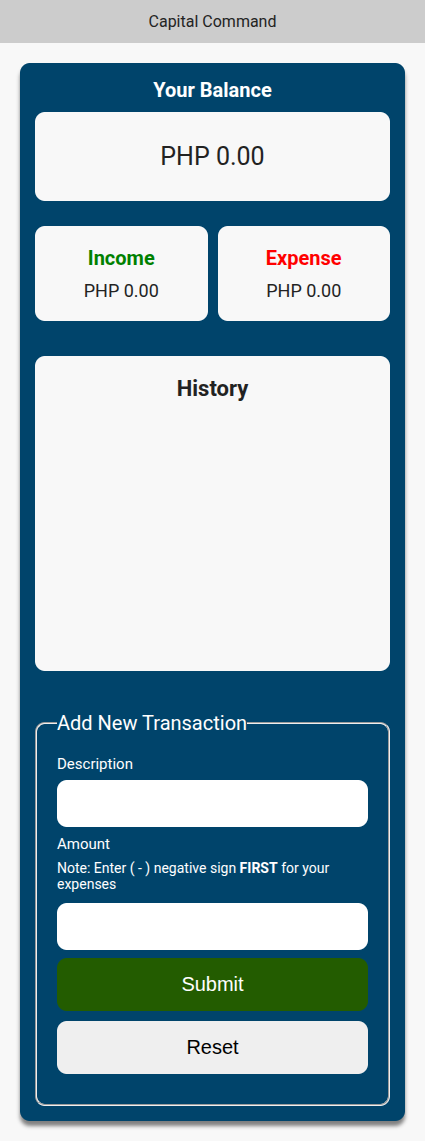 Capital Command
Your Balance
PHP 0.00
Income
PHP 0.00
Expense
PHP 0.00
History
Add New Transaction
Description
Amount
Note: Enter ( - ) negative sign FIRST for your
expenses
Submit
Reset